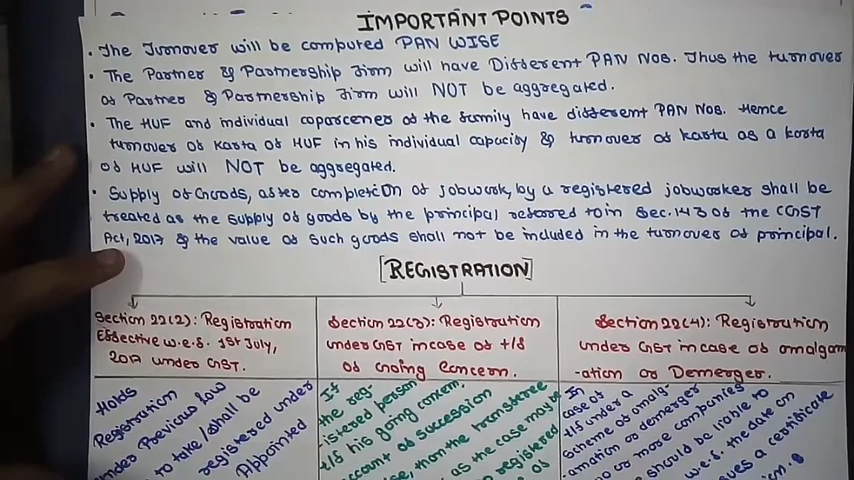 IMPORTANT POINTS
• The Turnover will be computed PAN WISE
• The Partner & Partnership Firm will have Different PAN Nos. Thus the turnover
of Partner & Partnership Firm will NOT be aggregated.
• The HUF and individual coparcener of the family have different PAN Nos. Hence
turnover of Karta of HUF in his individual capacity & turnover of Karta as a Karta
of HUF will NOT be aggregated.
• Supply of Goods, after completion of jobwork, by a registered jobworker shall be
treated as the supply of goods by the principal referred to in Sec. 143 of the CGST
Act, 2017 & the value of such goods shall not be included in the turnover of principal.
[REGISTRATION]
Section 22(2): Registration
Effective w.e.f. 1st July,
2017 under GST.
Holds
Registration
under Previous Law
to take/shall be
registered under
Appointed
Section 22(3): Registration
under GST in case of t/f
of Going Concern.
If
the reg-
istered person
t/f his going concern
account of succession
than the transferee
as the case may be
registered
of
Section 22(4): Registration
under GST in case of amalgam
-ation or Demerger.
In
case of
t/f under a
scheme of amalg-
amation or demerger
or more companies
should be liable to
w.e.f. the date on
a certificate